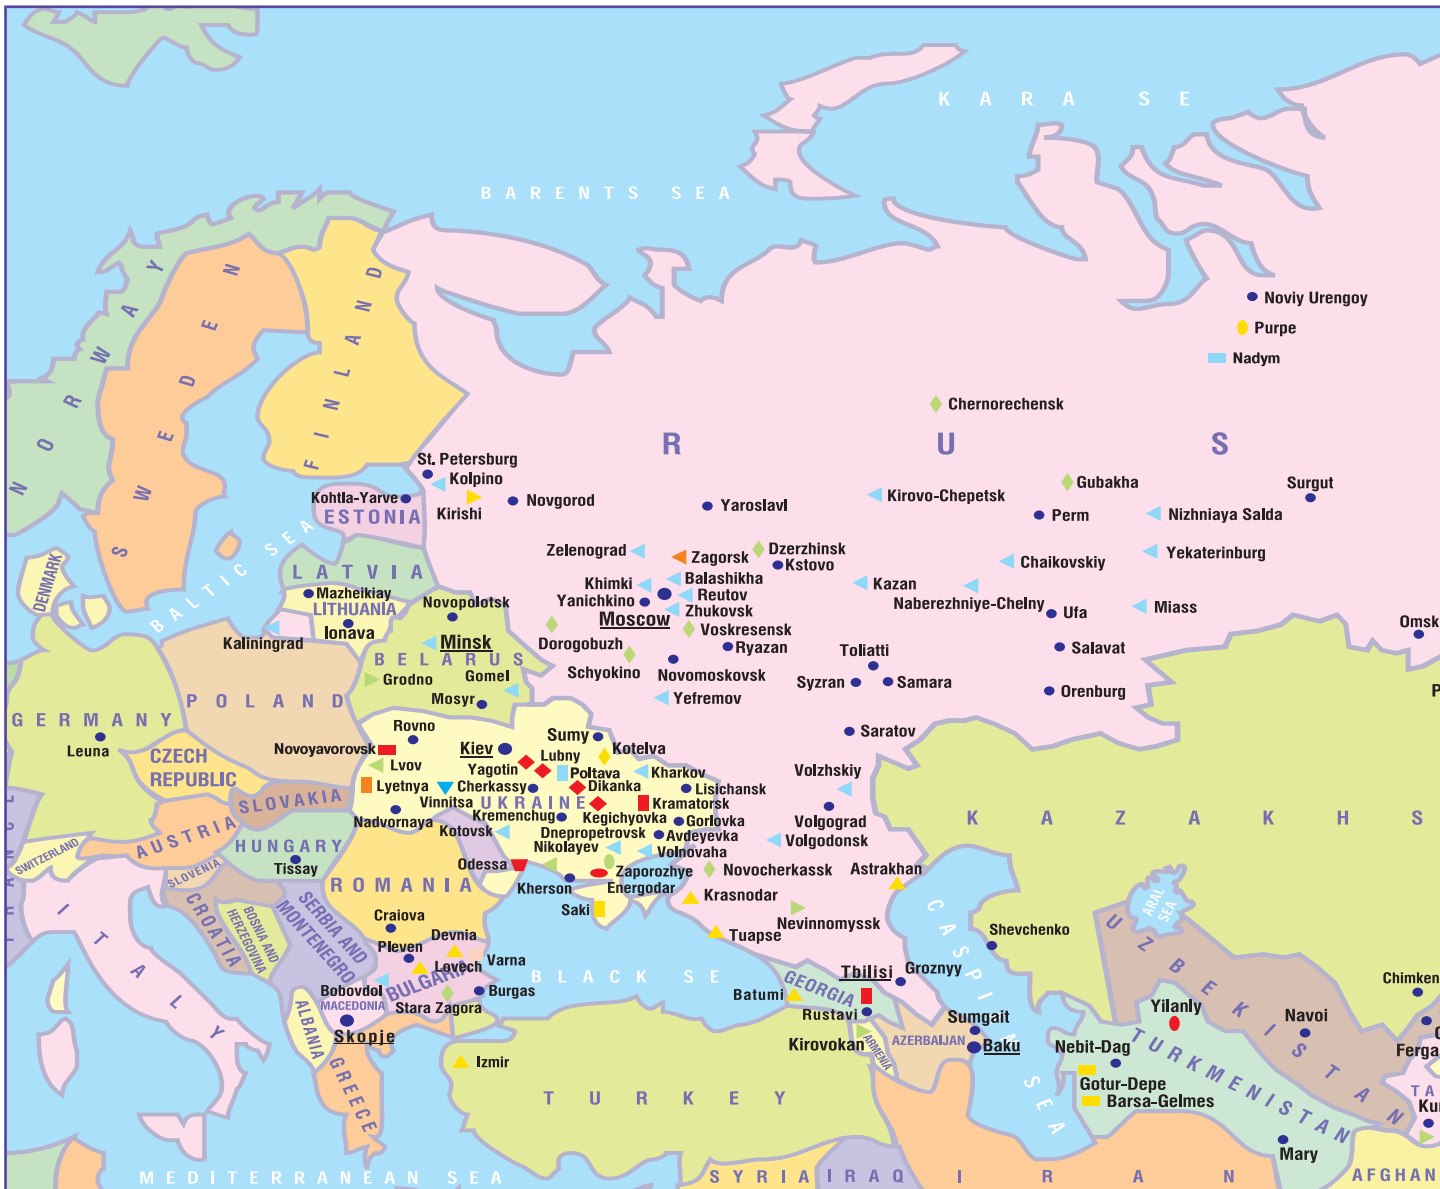 KARA SE
BARENTS SEA
NORWAY
SWEDEN
FINLAND
Noviy Urengoy
Purpe
Nadym
Chernorechensk
RUS
St. Petersburg
Kolpino
Kirishi
Novgorod
Kohtla-Yarve
ESTONIA
Yaroslavl
Kirovo-Chepetsk
Gubakha
Perm
Surgut
Nizhniaya Salda
Yekaterinburg
Chaikovskiy
Zelenograd
Zagorsk
Dzerzhinsk
Kstovo
Khimki
Balashikha
Yanichkino
Reutov
Moscow
Zhukovsk
Kazan
Naberezhniye-Chelny
Ufa
Miass
Omsk
BALTIC SEA
DENMARK
LATVIA
Mazheikiay
LITHUANIA
Ionava
Kaliningrad
Novopolotsk
Minsk
BELARUS
Grodno
Gomel
Mosyr
Dorogobuzh
Voskresensk
Ryazan
Schyokino
Novomoskovsk
Yefremov
Toliatti
Syzran
Samara
Salavat
Orenburg
Saratov
P
POLAND
GERMANY
Leuna
CZECH
REPUBLIC
SLOVAKIA
AUSTRIA
SWITZERLAND
HUNGARY
Tissay
SLOVENIA
CROATIA
BOSNIA AND
HERZEGOVINA
SERBIA AND
MONTENEGRO
ITALY
ALBANIA
MACEDONIA
Skopje
GREECE
Rovno
Novoyavorovsk
Lvov
Lyetnya
Nadvornaya
Kiev
Sumy
Lubny
Kotelva
Yagotin
Poltava
Kharkov
Vinnitsa
Cherkassy
Dikanka
Lisichansk
UKRAINE
Kramatorsk
Kremenchug
Kegichyovka
Gorlovka
Kotovsk
Dnepropetrovsk
Avdeyevka
Nikolayev
Volnovaha
Odessa
Zaporozhye
Kherson
Energodar
Saki
Volzhskiy
Volgograd
Volgodonsk
Novocherkassk
Astrakhan
Krasnodar
Nevinnomyssk
Tuapse
KAZAKHS
ARAL
SEA
Shevchenko
CASPIAN SEA
ROMANIA
Craiova
Pleven
Devnia
Varna
Lovech
BULGARIA
Bobovdol
Burgas
Stara Zagora
BLACK SE
Izmir
TURKEY
GEORGIA
Tbilisi
Groznyy
Batumi
Rustavi
Kirovokan
ARMENIA
AZERBAIJAN
Sumgait
Baku
UZBEKISTAN
Chimken
Navoi
Ferga
Yilanly
Nebit-Dag
Gotur-Depe
Barsa-Gelmes
TURKMENISTAN
Mary
TA
Ku
MEDITERRANEAN SEA
SYRIA
IRAQ
IRAN
AFGHAN